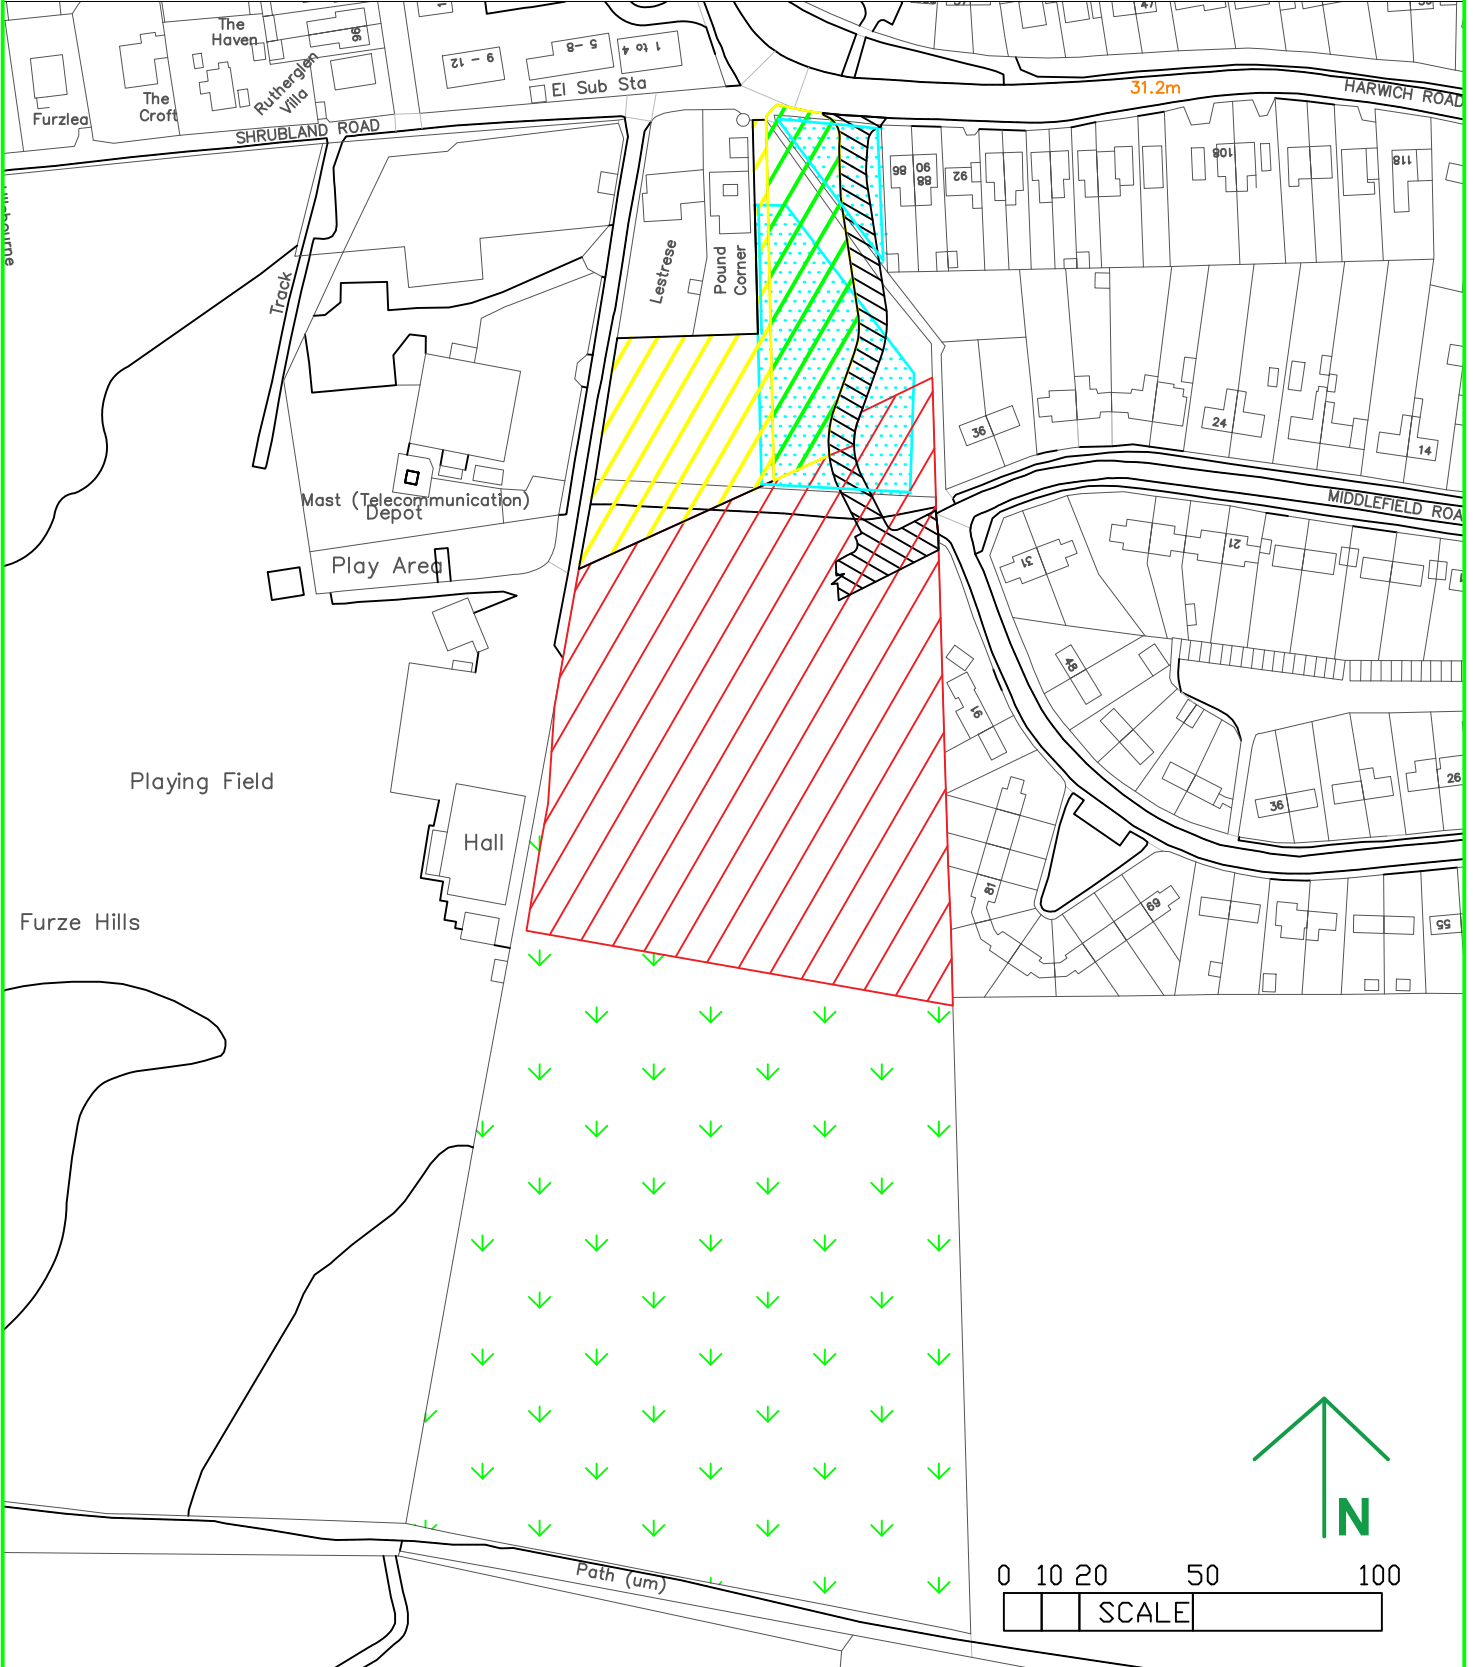 The
Haven
96
Rutherglen
Villa
The
Croft
Furzlea
SHRUBLAND ROAD
9 - 12
5 -8
1 to 4
El Sub Sta
47
31.2m
HARWICH ROAD
86
90
88
92
108
118
Track
Lestrese
Pound
Corner
36
24
14
MIDDLEFIELD ROA
Mast (Telecommunication)
Depot
Play Area
31
21
48
91
Playing Field
Hall
36
26
81
69
55
Furze Hills
Path (um)
N
0 10 20 50 100
SCALE